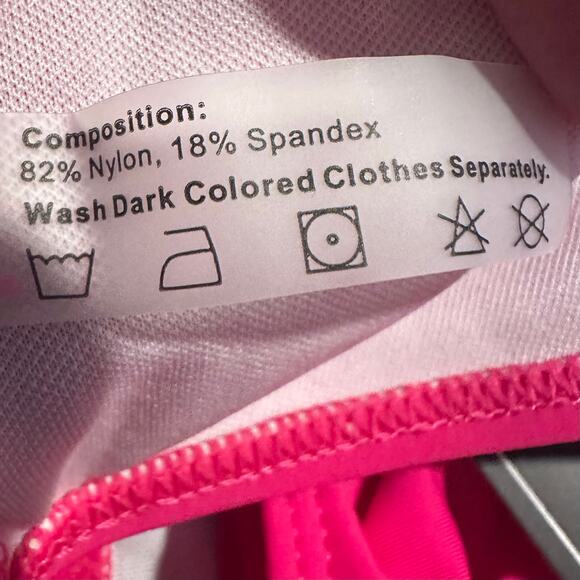 Composition:
82% Nylon, 18% Spandex
Wash Dark Colored Clothes Separately.